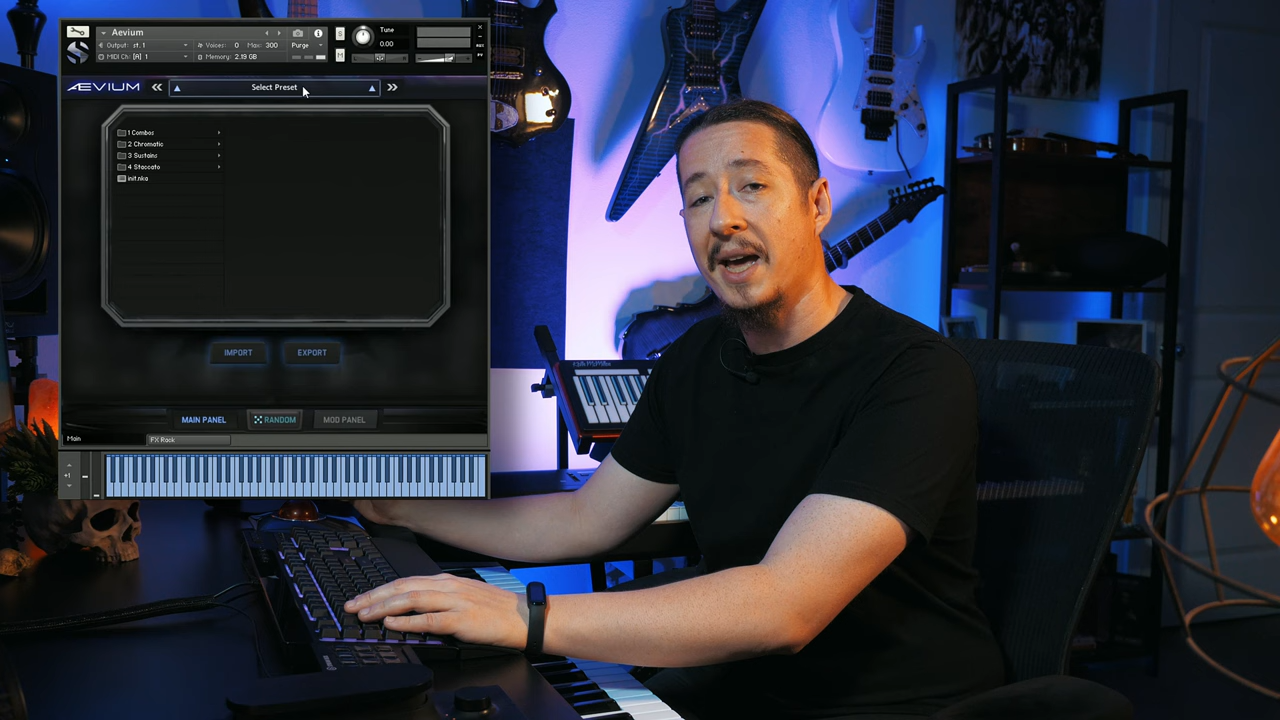 Aevium
S
Tune
Output: st.1
Voices: 0 Max: 300
Purge
0.00
MIDI Ch: [A] 1
Memory: 2.19 GB
M
ÆVIUM
Select Preset
1 Combos
2 Chromatic
3 Sustains
4 Staccato
init.nka
IMPORT
EXPORT
MAIN PANEL
RANDOM
MOD PANEL
Main
FX Rack
+1